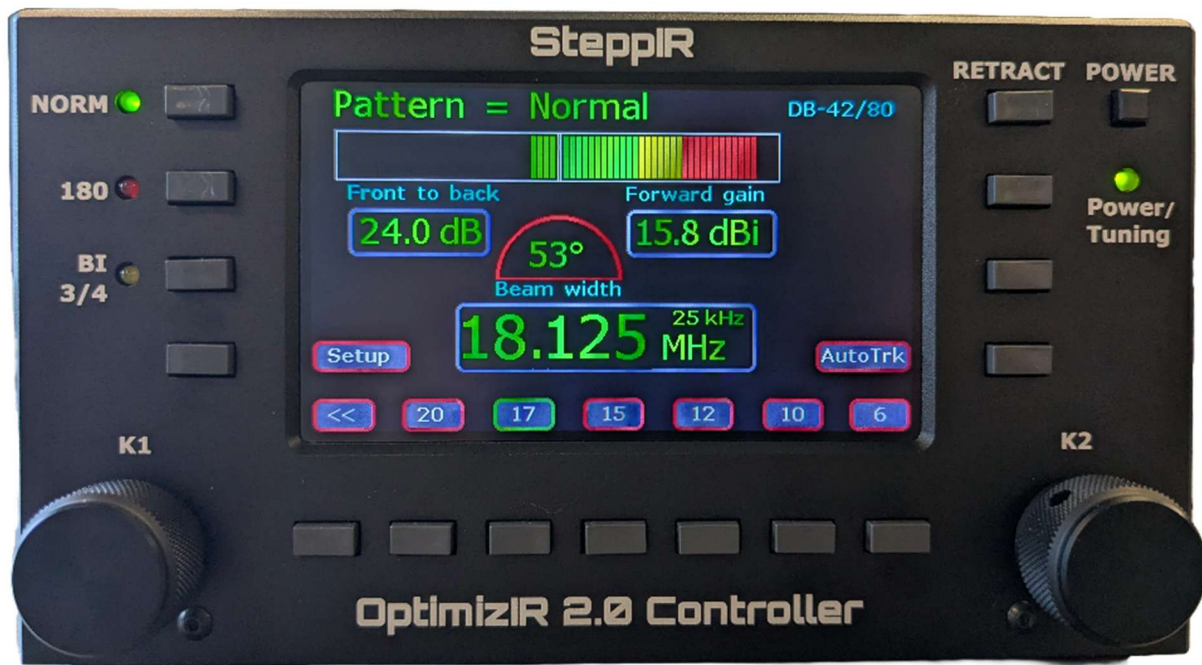 SteppIR
RETRACT POWER
NORM
Pattern = Normal DB-42/80
180
Front to back Forward gain
24.0 dB 53° 15.8 dBi
Power/
Tuning
BI
3/4
Beam width
18.125 25 kHz
MHz
Setup AutoTrk
<< 20 17 15 12 10 6
K1 K2
OptimizIR 2.0 Controller